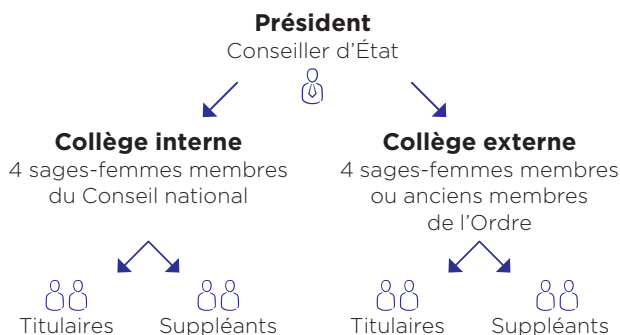 Président
Conseiller d'État
Collège interne
4 sages-femmes membres
du Conseil national
Collège externe
4 sages-femmes membres
ou anciens membres
de l'Ordre
Titulaires
Suppléants
Titulaires
Suppléants